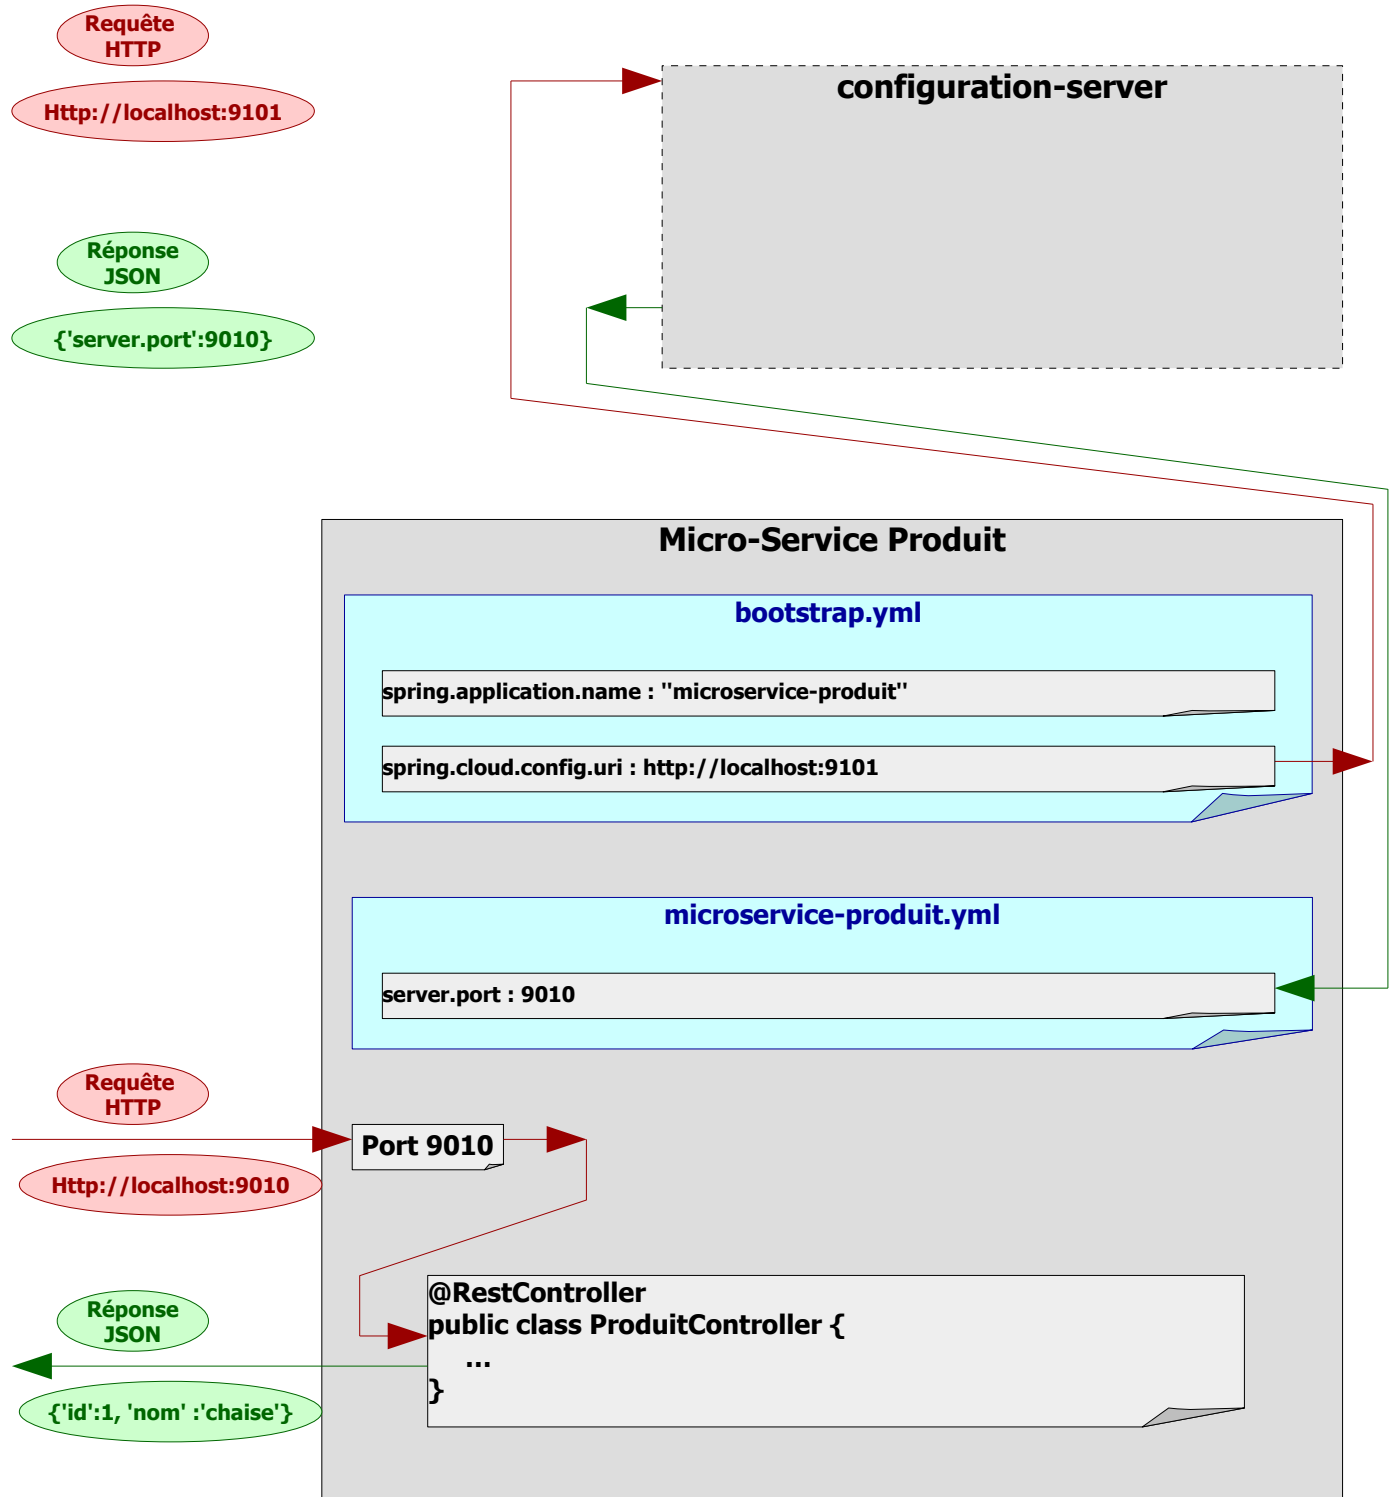 Requête
HTTP
Http://localhost:9101
configuration-server
Réponse
JSON
{'server.port':9010}
Micro-Service Produit
bootstrap.yml
spring.application.name : "microservice-produit"
spring.cloud.config.uri : http://localhost:9101
microservice-produit.yml
server.port : 9010
Requête
HTTP
Port 9010
Http://localhost:9010
@RestController
public class ProduitController {
...
}
Réponse
JSON
{'id':1, 'nom' :'chaise'}